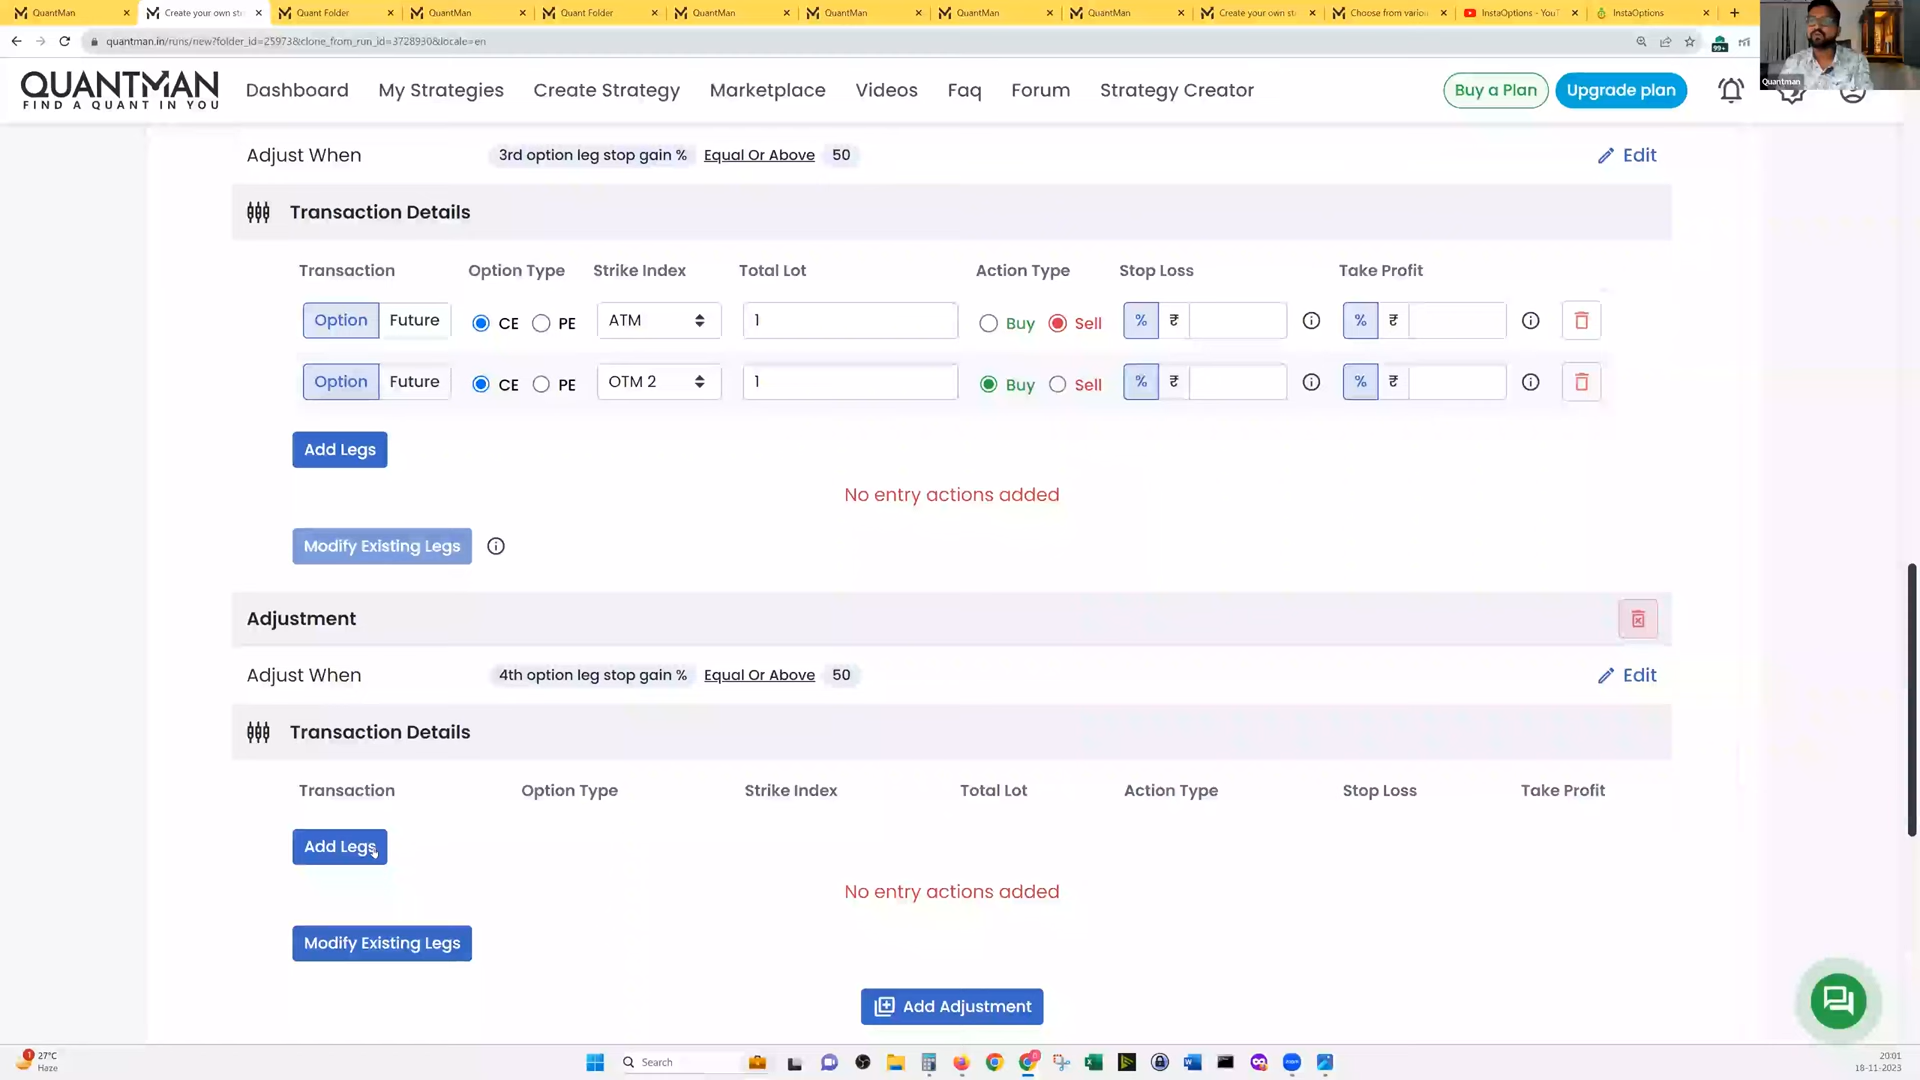 QuantMan
Create your own st
Quant Folder
QuantMan
Quant Folder
QuantMan
QuantMan
QuantMan
QuantMan
Create your own st
Choose from variou
InstaOptions - YouT
InstaOptions
quantman.in/runs/new?folder_id=25973&clone_from_run_id=3728930&locale=en
99+
Quantman
QUANTMAN
FIND A QUANT IN YOU
Dashboard
My Strategies
Create Strategy
Marketplace
Videos
Faq
Forum
Strategy Creator
Buy a Plan
Upgrade plan
Adjust When 3rd option leg stop gain % Equal Or Above 50 Edit
Transaction Details
Transaction Option Type Strike Index Total Lot Action Type Stop Loss Take Profit
Option Future CE PE ATM 1 Buy Sell % ₹ % ₹
Option Future CE PE OTM 2 1 Buy Sell % ₹ % ₹
Add Legs
No entry actions added
Modify Existing Legs
Adjustment
Adjust When 4th option leg stop gain % Equal Or Above 50 Edit
Transaction Details
Transaction Option Type Strike Index Total Lot Action Type Stop Loss Take Profit
Add Legs
No entry actions added
Modify Existing Legs
Add Adjustment
1
27°C
Haze
Search
20:01
18-11-2023